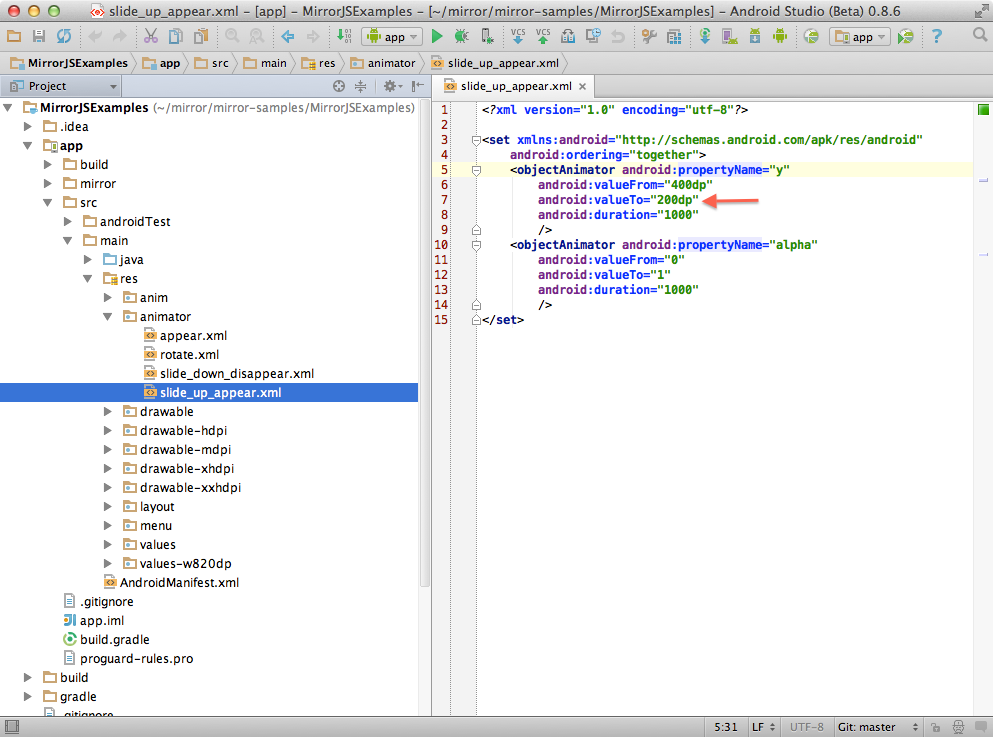 slide_up_appear.xml – [app] – MirrorJSExamples – [~/mirror/mirror-samples/MirrorJSExamples] – Android Studio (Beta) 0.8.6
app VCS VCS app ?
MirrorJSExamples app src main res animator slide_up_appear.xml
Project
slide_up_appear.xml
MirrorJSExamples (~/mirror/mirror-samples/MirrorJSExamples)
.idea
app
build
mirror
src
androidTest
main
java
res
anim
animator
appear.xml
rotate.xml
slide_down_disappear.xml
slide_up_appear.xml
drawable
drawable-hdpi
drawable-mdpi
drawable-xhdpi
drawable-xxhdpi
layout
menu
values
values-w820dp
AndroidManifest.xml
.gitignore
app.iml
build.gradle
proguard-rules.pro
build
gradle
.gitignore
1 <?xml version="1.0" encoding="utf-8"?>
2
3 <set xmlns:android="http://schemas.android.com/apk/res/android"
4 android:ordering="together">
5 <objectAnimator android:propertyName="y"
6 android:valueFrom="400dp"
7 android:valueTo="200dp"
8 android:duration="1000"
9 />
10 <objectAnimator android:propertyName="alpha"
11 android:valueFrom="0"
12 android:valueTo="1"
13 android:duration="1000"
14 />
15 </set>
5:31 LF UTF-8 Git: master